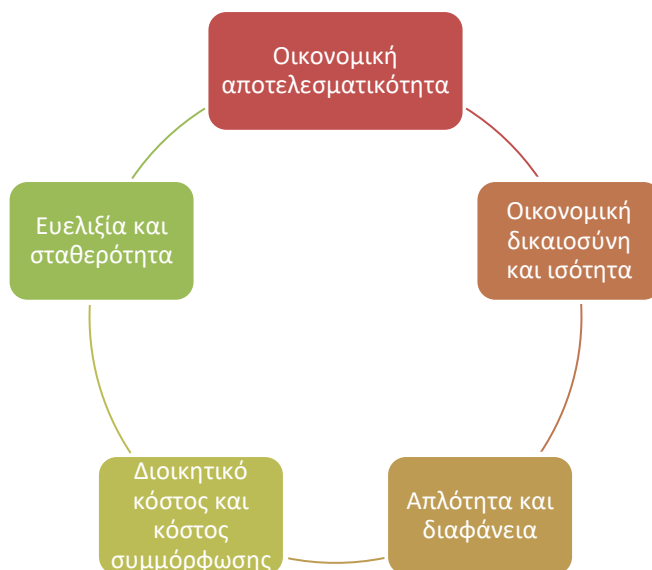 Οικονομική
αποτελεσματικότητα
Οικονομική
δικαιοσύνη
και ισότητα
Απλότητα και
διαφάνεια
Διοικητικό
κόστος και
κόστος
συμμόρφωσης
Ευελιξία και
σταθερότητα